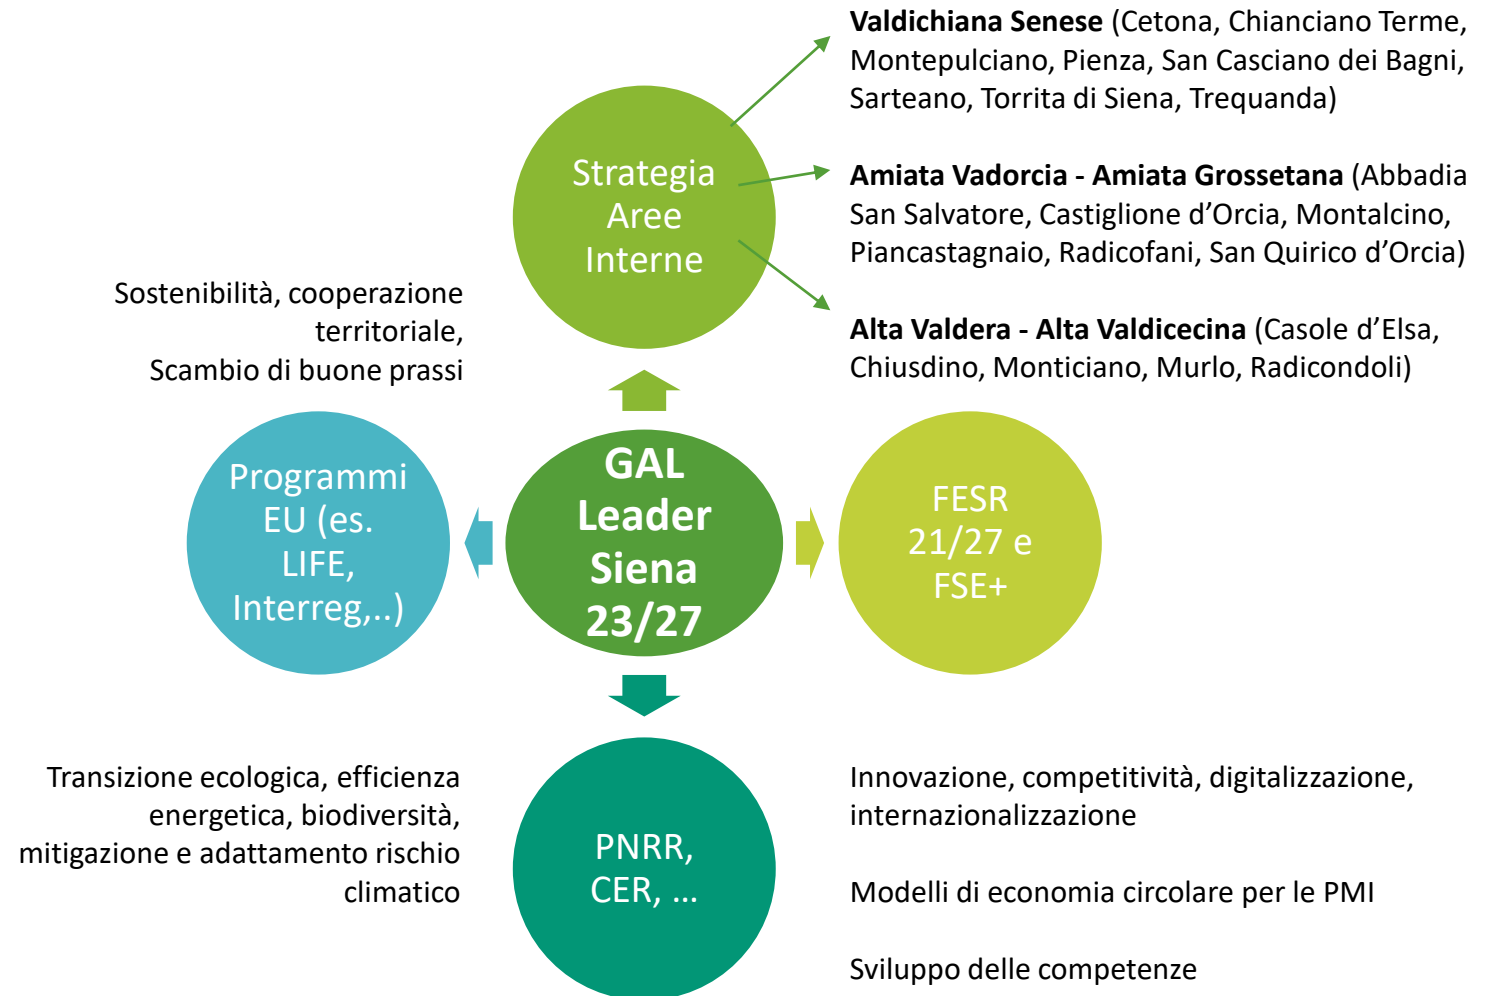 Valdichiana Senese (Cetona, Chianciano Terme,
Montepulciano, Pienza, San Casciano dei Bagni,
Sarteano, Torrita di Siena, Trequanda)
Strategia
Aree
Interne
Amiata Vadorcia - Amiata Grossetana (Abbadia
San Salvatore, Castiglione d’Orcia, Montalcino,
Piancastagnaio, Radicofani, San Quirico d’Orcia)
Alta Valdera - Alta Valdicecina (Casole d’Elsa,
Chiusdino, Monticiano, Murlo, Radicondoli)
Sostenibilità, cooperazione
territoriale,
Scambio di buone prassi
Programmi
EU (es.
LIFE,
Interreg,..)
GAL
Leader
Siena
23/27
FESR
21/27 e
FSE+
Transizione ecologica, efficienza
energetica, biodiversità,
mitigazione e adattamento rischio
climatico
PNRR,
CER, …
Innovazione, competitività, digitalizzazione,
internalizzazione
Modelli di economia circolare per le PMI
Sviluppo delle competenze